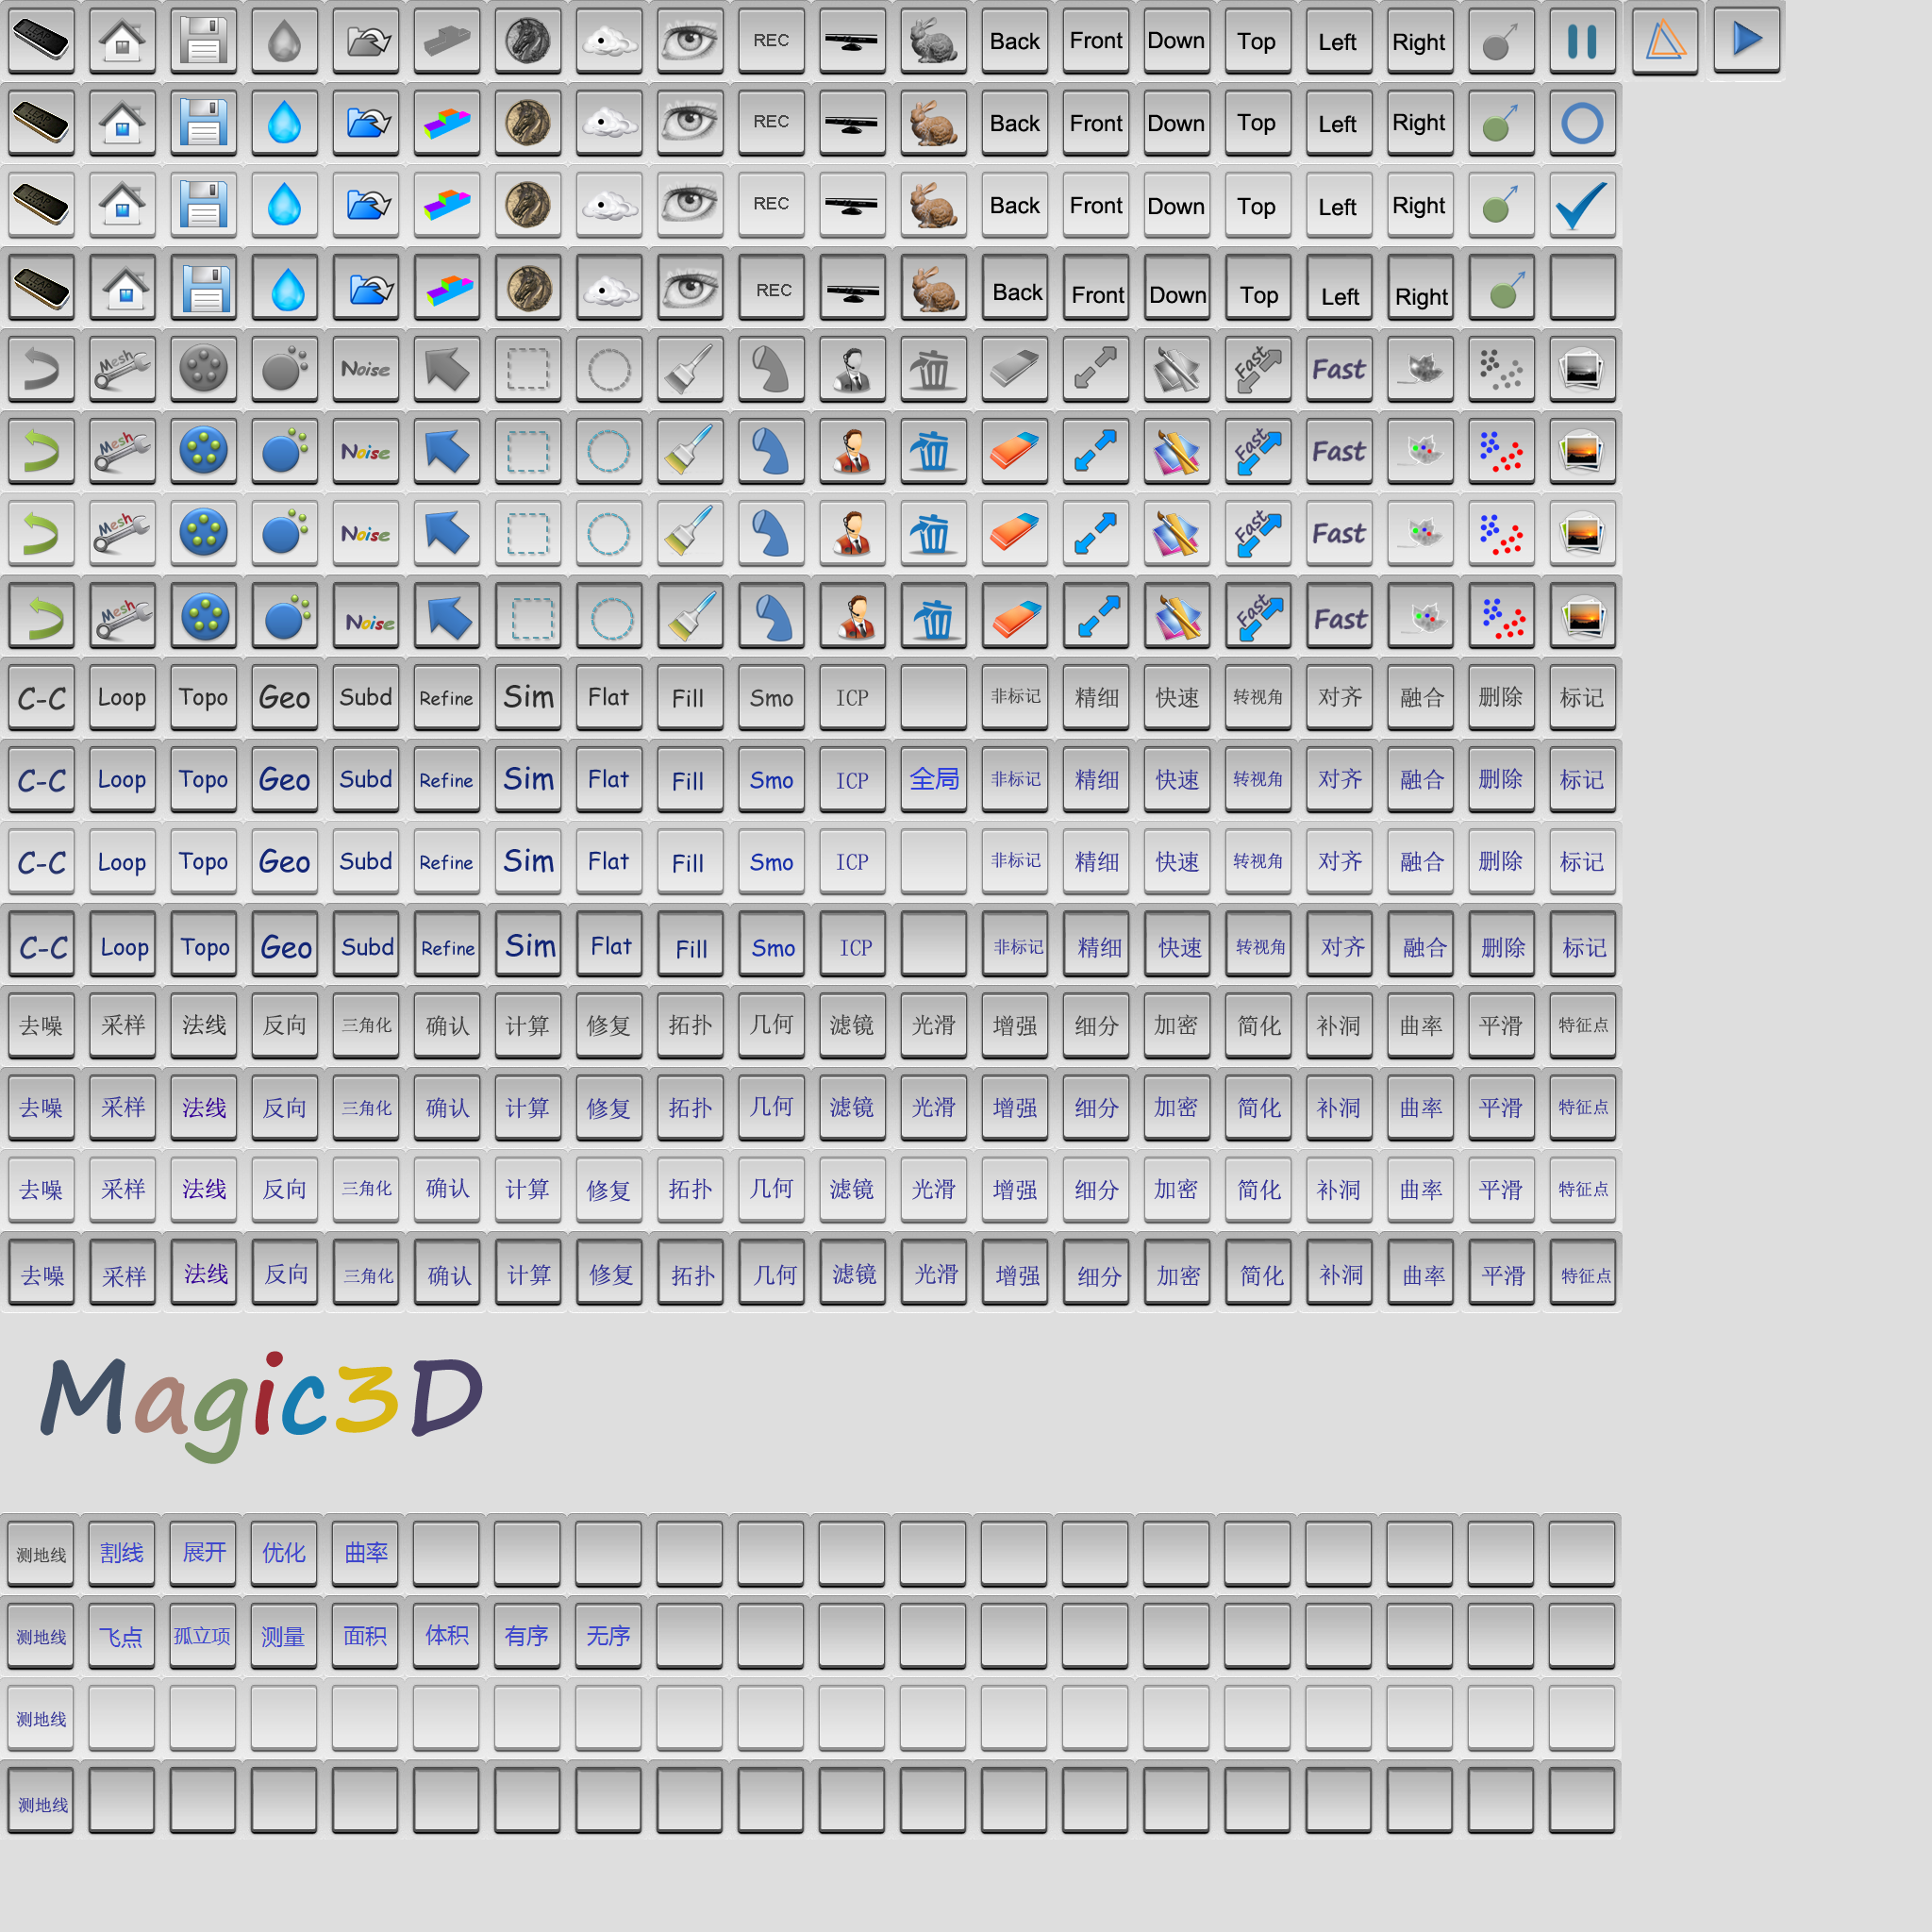 REC Back Front Down Top Left Right
REC Back Front Down Top Left Right
REC Back Front Down Top Left Right
REC Back Front Down Top Left Right
Mesh Noise Fast Fast
Mesh Noise Fast Fast
Mesh Noise Fast Fast
Mesh Noise Fast Fast
C-C Loop Topo Geo Subd Refine Sim Flat Fill Smo ICP 非标记 精细 快速 转视角 对齐 融合 删除 标记
C-C Loop Topo Geo Subd Refine Sim Flat Fill Smo ICP 全局 非标记 精细 快速 转视角 对齐 融合 删除 标记
C-C Loop Topo Geo Subd Refine Sim Flat Fill Smo ICP 非标记 精细 快速 转视角 对齐 融合 删除 标记
C-C Loop Topo Geo Subd Refine Sim Flat Fill Smo ICP 非标记 精细 快速 转视角 对齐 融合 删除 标记
去噪 采样 法线 反向 三角化 确认 计算 修复 拓扑 几何 滤镜 光滑 增强 细分 加密 简化 补洞 曲率 平滑 特征点
去噪 采样 法线 反向 三角化 确认 计算 修复 拓扑 几何 滤镜 光滑 增强 细分 加密 简化 补洞 曲率 平滑 特征点
去噪 采样 法线 反向 三角化 确认 计算 修复 拓扑 几何 滤镜 光滑 增强 细分 加密 简化 补洞 曲率 平滑 特征点
去噪 采样 法线 反向 三角化 确认 计算 修复 拓扑 几何 滤镜 光滑 增强 细分 加密 简化 补洞 曲率 平滑 特征点
Magic3D
测地线 割线 展开 优化 曲率
测地线 飞点 孤立项 测量 面积 体积 有序 无序
测地线
测地线